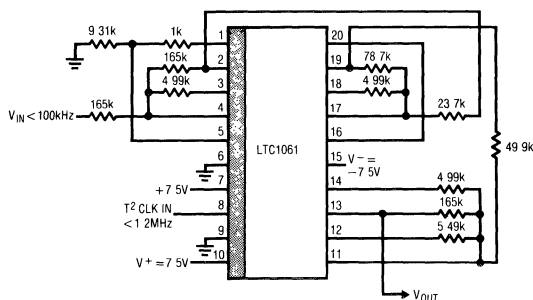 9 31k
1k
165k
4 99k
V_IN <100kHz
165k
1
2
3
4
5
6
7
8
9
10
+7 5V
T² CLK IN
<1 2MHz
V⁺ =7 5V
LTC1061
20
19
18
17
16
15
14
13
12
11
78 7k
4 99k
23 7k
49 9k
V⁻ =
−7 5V
4 99k
165k
5 49k
V_OUT